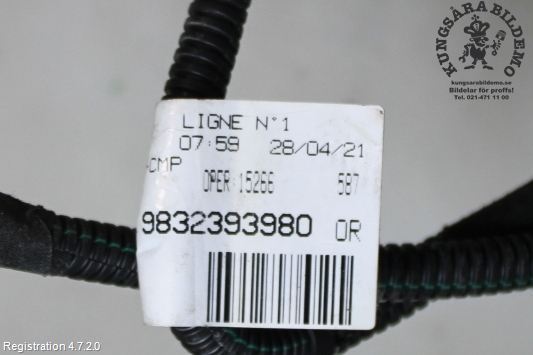 KUNGSÄRA BILDEMO
kungsarabildemo.se
Bildelar för proffs!
Tel. 021-471 11 00
LIGNE N°1
07:59 28/04/21
-CMP
OPER:15266 587
9832393980 OR
Registration 4.7.2.0